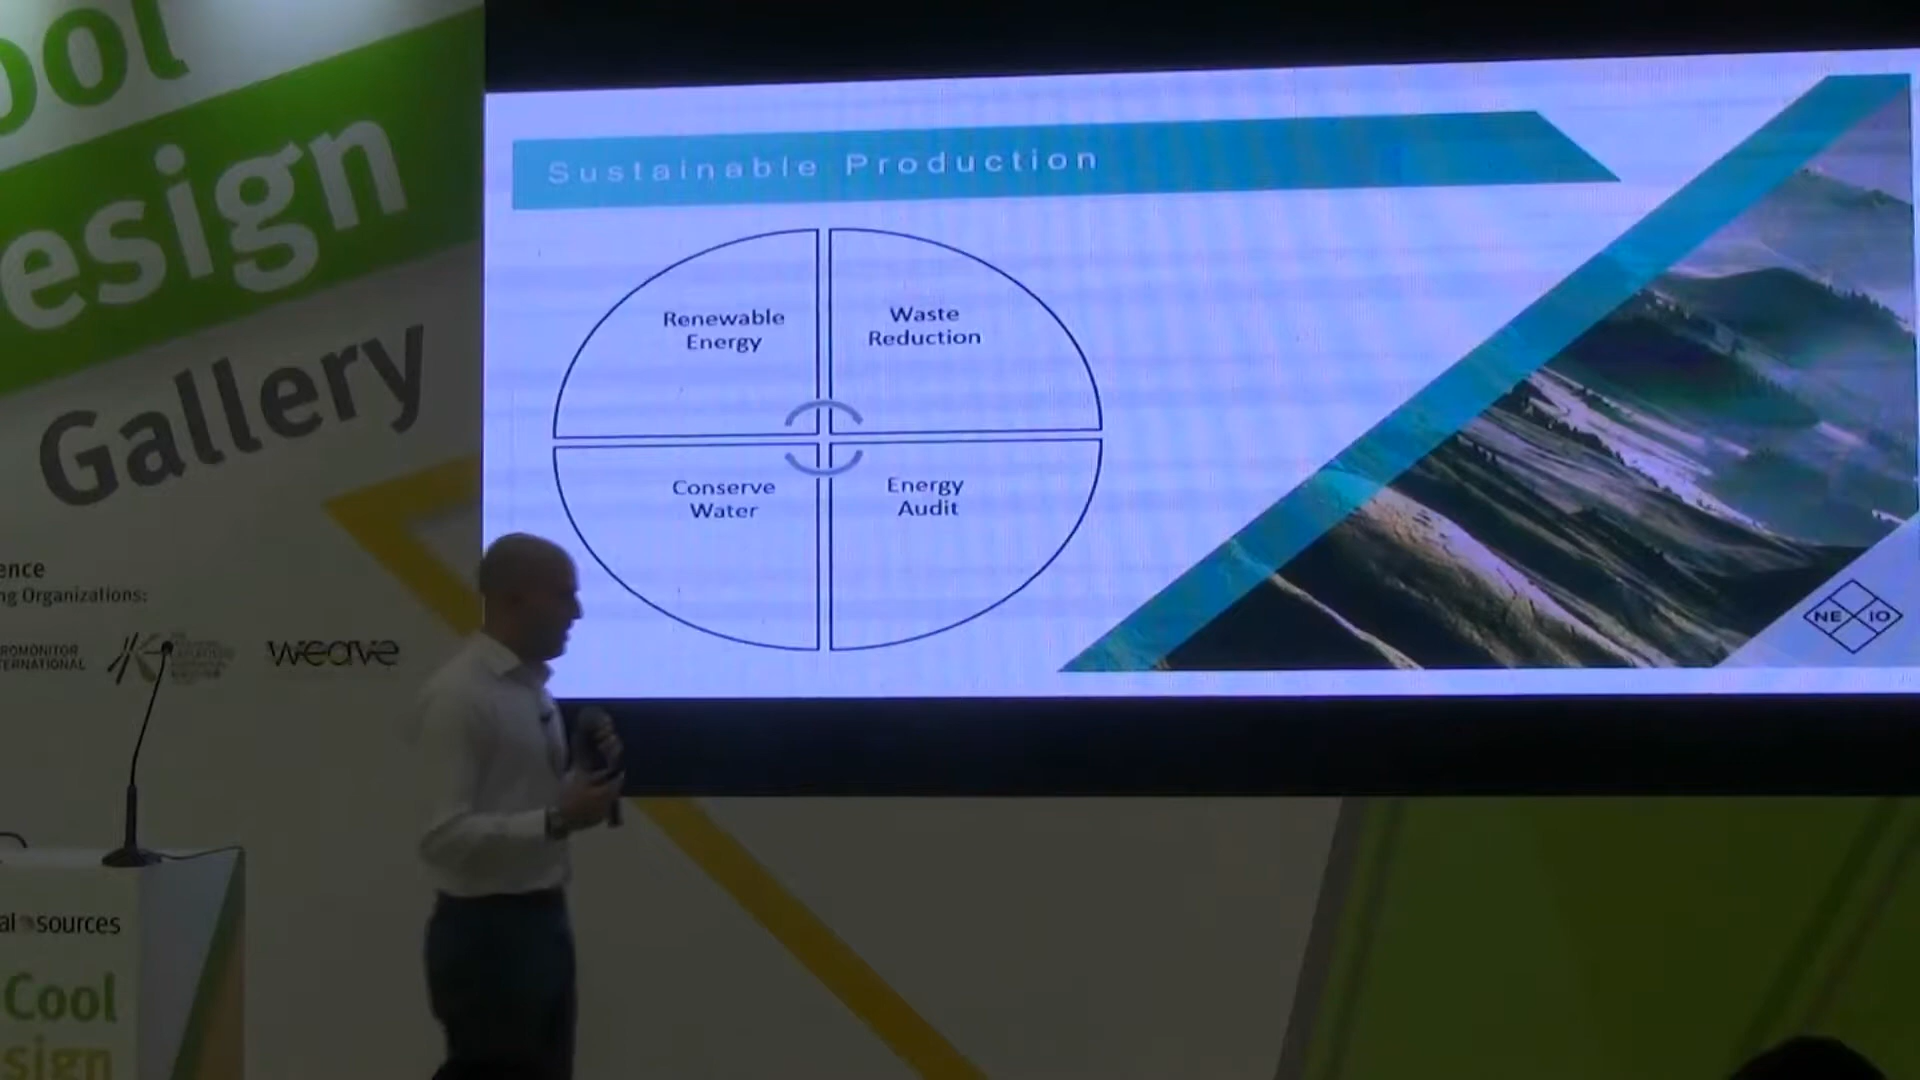 ool
esign
Gallery
ence
ng Organizations:
ROMONITOR
TERNATIONAL
weave
al sources
Cool
sign
Sustainable Production
Renewable
Energy
Waste
Reduction
Conserve
Water
Energy
Audit
NE IO